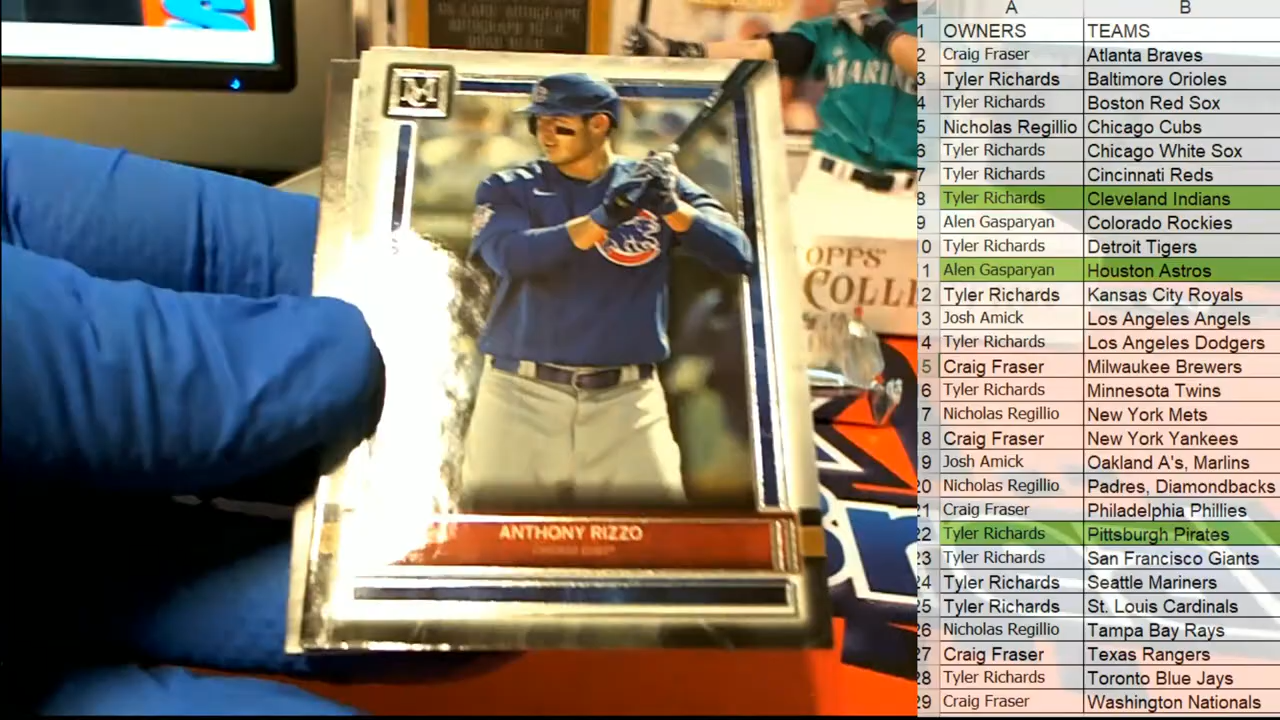 ON CARD AUTOGRAPH
MARIN
OPPS'
COLL
ANTHONY RIZZO
CHICAGO CUBS
A B
1 OWNERS TEAMS
2 Craig Fraser Atlanta Braves
3 Tyler Richards Baltimore Orioles
4 Tyler Richards Boston Red Sox
5 Nicholas Regillio Chicago Cubs
6 Tyler Richards Chicago White Sox
7 Tyler Richards Cincinnati Reds
8 Tyler Richards Cleveland Indians
9 Alen Gasparyan Colorado Rockies
0 Tyler Richards Detroit Tigers
1 Alen Gasparyan Houston Astros
2 Tyler Richards Kansas City Royals
3 Josh Amick Los Angeles Angels
4 Tyler Richards Los Angeles Dodgers
5 Craig Fraser Milwaukee Brewers
6 Tyler Richards Minnesota Twins
7 Nicholas Regillio New York Mets
8 Craig Fraser New York Yankees
9 Josh Amick Oakland A's, Marlins
20 Nicholas Regillio Padres, Diamondbacks
21 Craig Fraser Philadelphia Phillies
22 Tyler Richards Pittsburgh Pirates
23 Tyler Richards San Francisco Giants
24 Tyler Richards Seattle Mariners
25 Tyler Richards St. Louis Cardinals
26 Nicholas Regillio Tampa Bay Rays
27 Craig Fraser Texas Rangers
28 Tyler Richards Toronto Blue Jays
29 Craig Fraser Washington Nationals